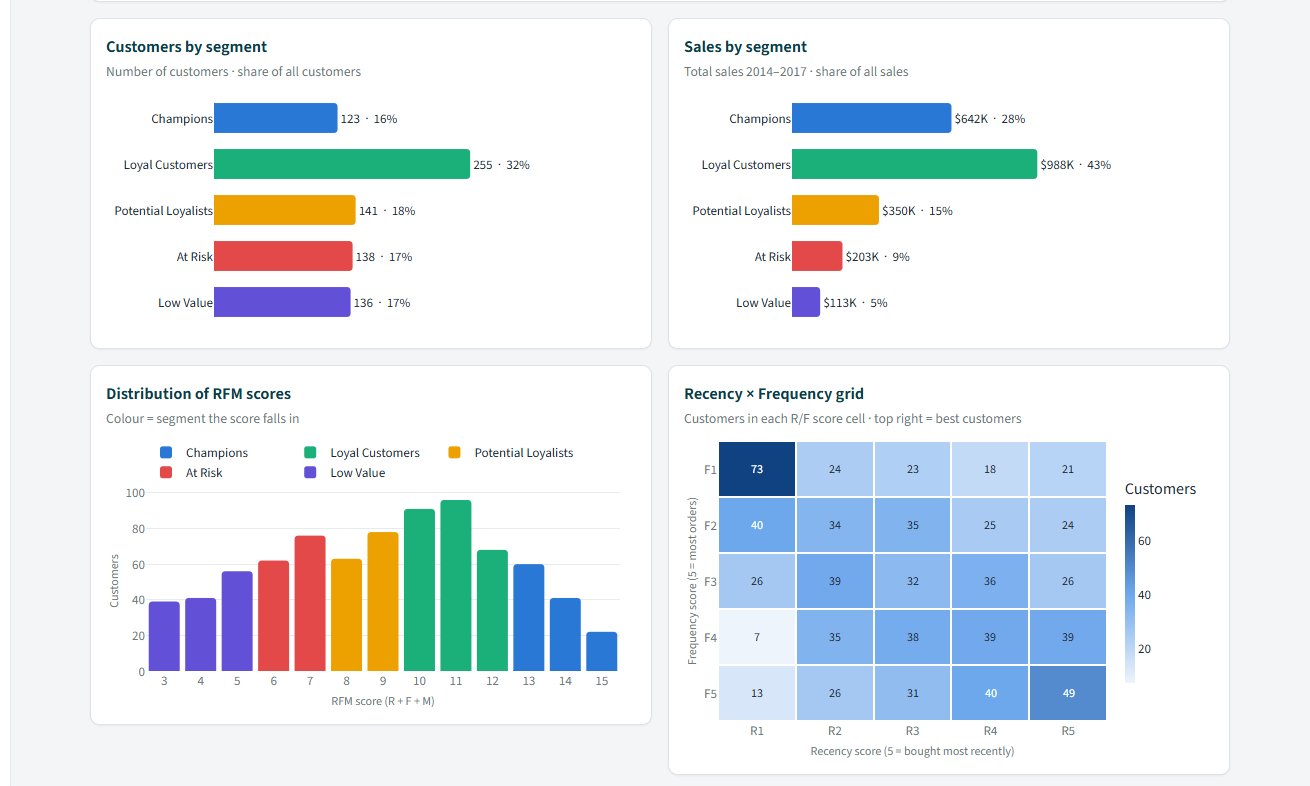 Customers by segment
Number of customers · share of all customers
Champions 123 · 16%
Loyal Customers 255 · 32%
Potential Loyalists 141 · 18%
At Risk 138 · 17%
Low Value 136 · 17%
Sales by segment
Total sales 2014–2017 · share of all sales
Champions $642K · 28%
Loyal Customers $988K · 43%
Potential Loyalists $350K · 15%
At Risk $203K · 9%
Low Value $113K · 5%
Distribution of RFM scores
Colour = segment the score falls in
Champions Loyal Customers Potential Loyalists
At Risk Low Value
100
80
60
40
20
0
Customers
3 4 5 6 7 8 9 10 11 12 13 14 15
RFM score (R + F + M)
Recency × Frequency grid
Customers in each R/F score cell · top right = best customers
Frequency score (5 = most orders)
F1 73 24 23 18 21
F2 40 34 35 25 24
F3 26 39 32 36 26
F4 7 35 38 39 39
F5 13 26 31 40 49
R1 R2 R3 R4 R5
Recency score (5 = bought most recently)
Customers
60
40
20